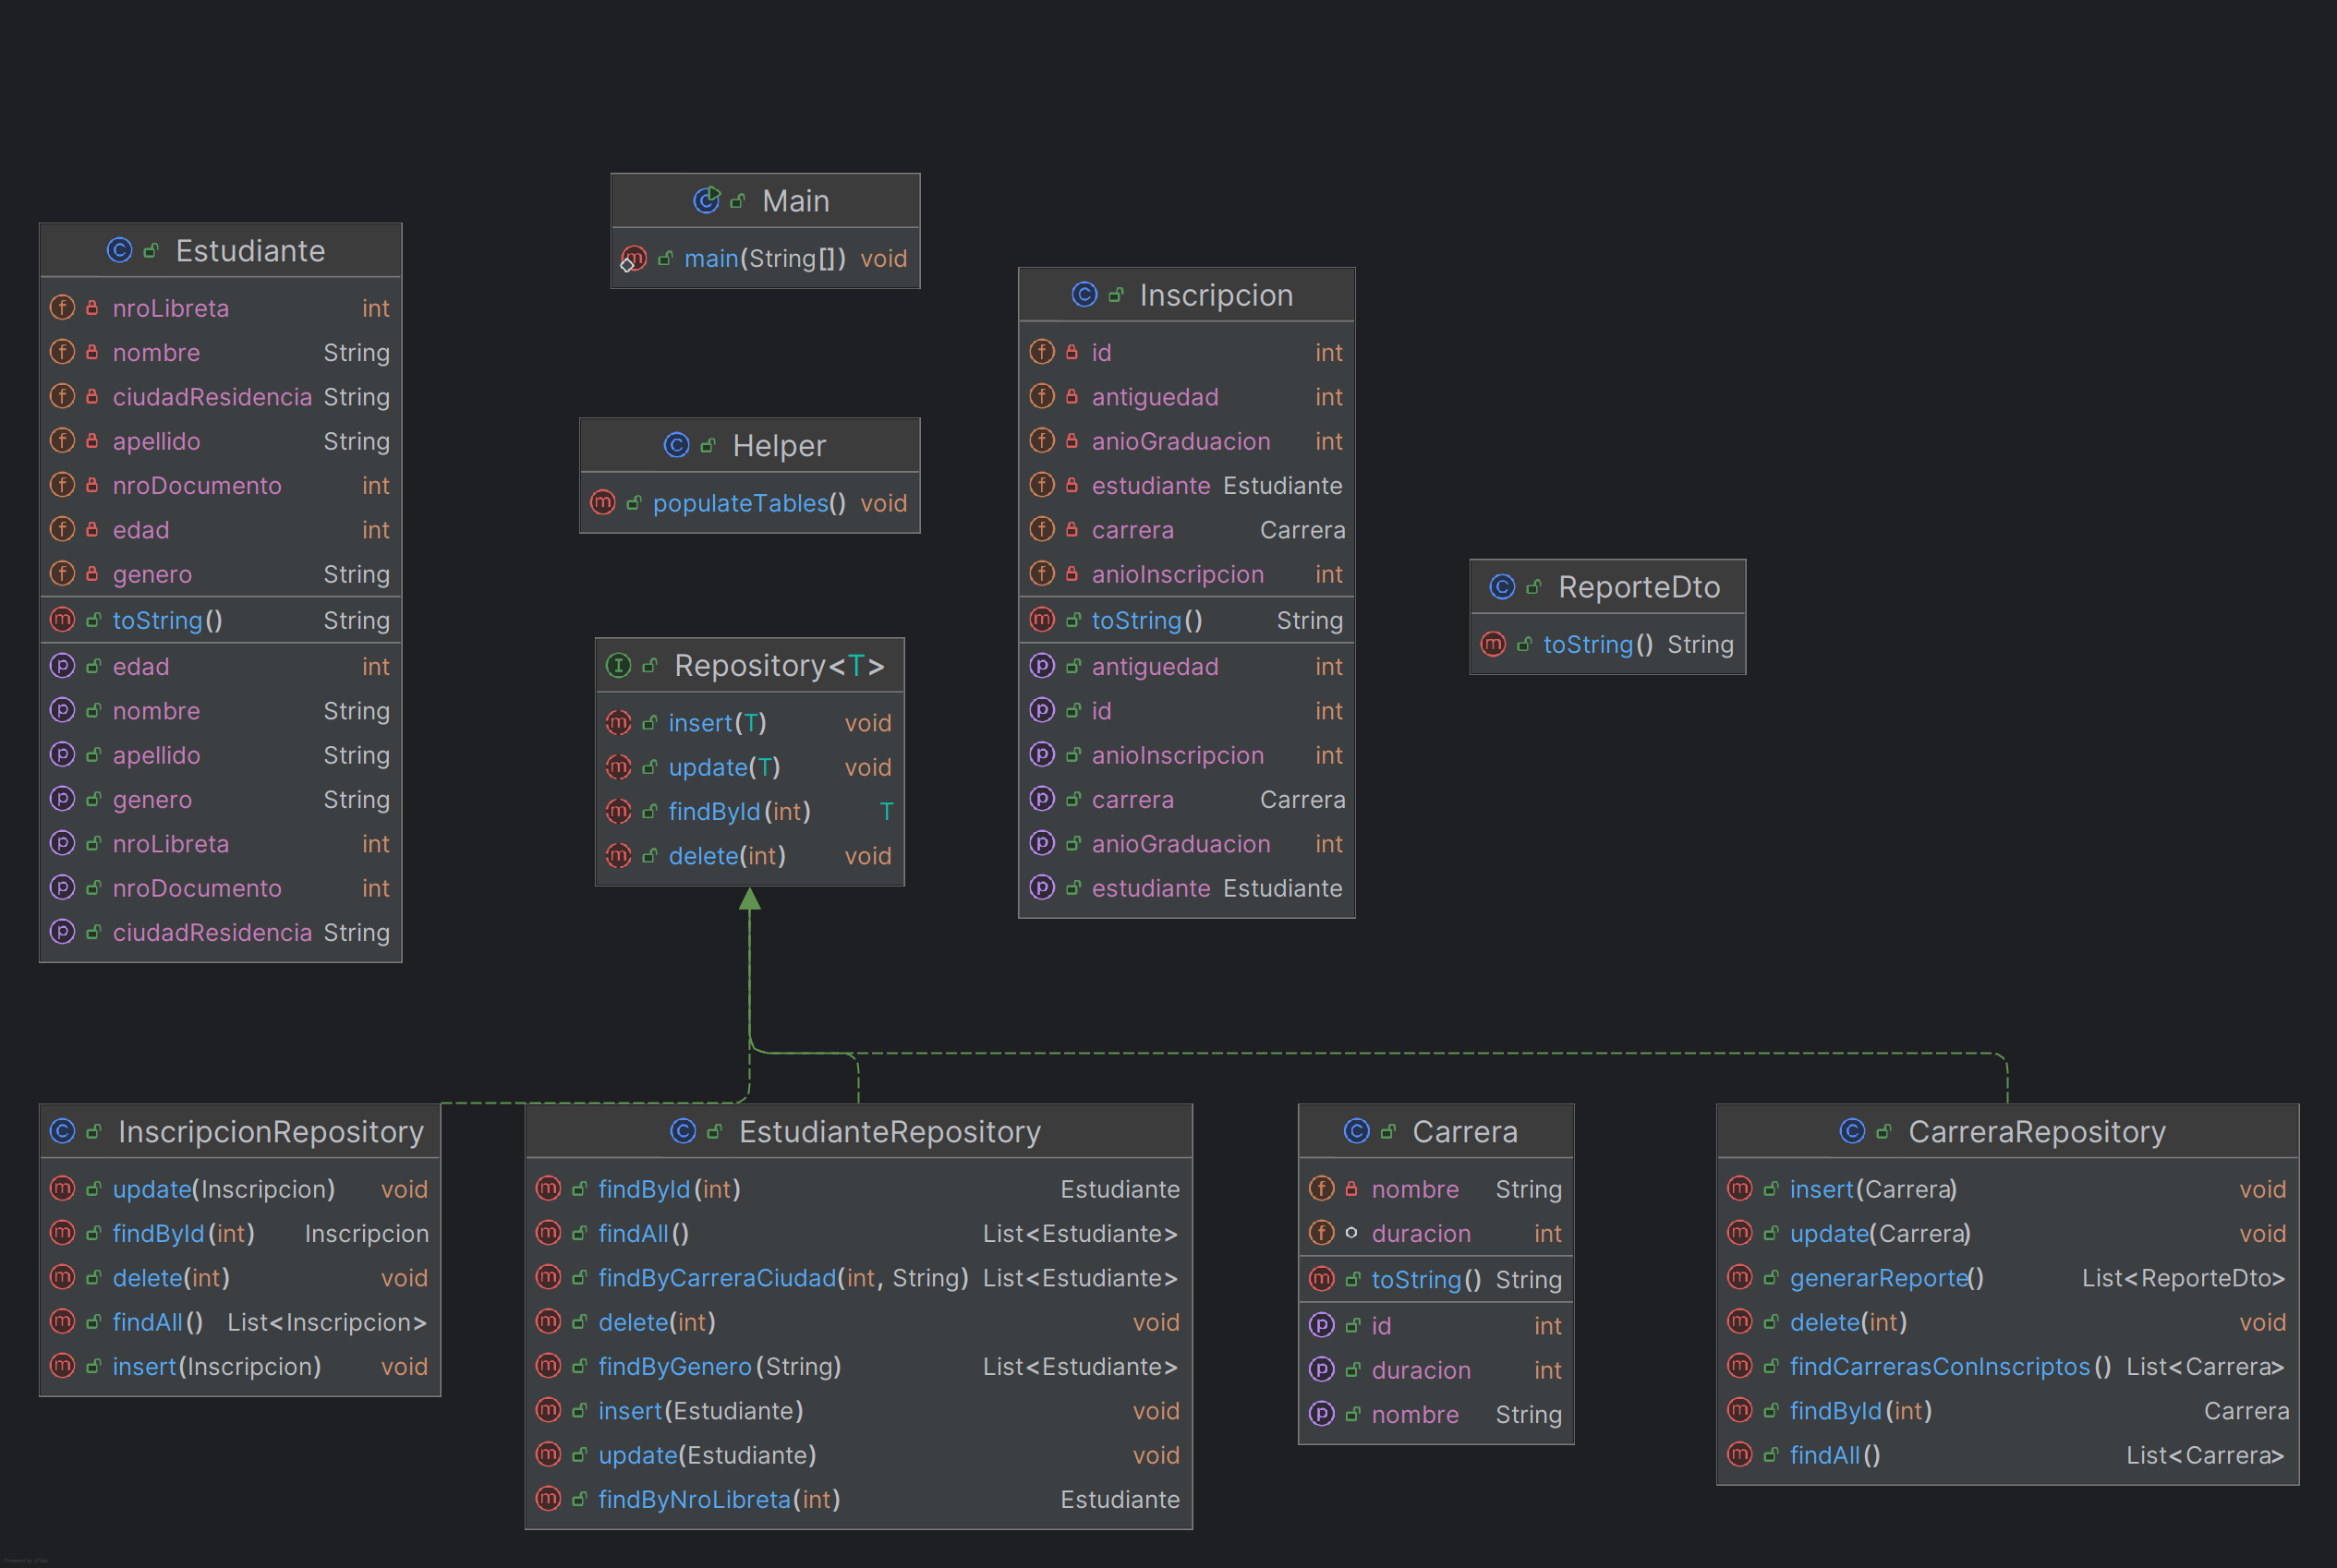 Main
main(String[]) void
Estudiante
nroLibreta int
nombre String
ciudadResidencia String
apellido String
nroDocumento int
edad int
genero String
toString() String
edad int
nombre String
apellido String
genero String
nroLibreta int
nroDocumento int
ciudadResidencia String
Helper
populateTables() void
Repository<T>
insert(T) void
update(T) void
findById(int) T
delete(int) void
Inscripcion
id int
antiguedad int
anioGraduacion int
estudiante Estudiante
carrera Carrera
anioInscripcion int
toString() String
antiguedad int
id int
anioInscripcion int
carrera Carrera
anioGraduacion int
estudiante Estudiante
ReporteDto
toString() String
InscripcionRepository
update(Inscripcion) void
findById(int) Inscripcion
delete(int) void
findAll() List<Inscripcion>
insert(Inscripcion) void
EstudianteRepository
findById(int) Estudiante
findAll() List<Estudiante>
findByCarreraCiudad(int, String) List<Estudiante>
delete(int) void
findByGenero(String) List<Estudiante>
insert(Estudiante) void
update(Estudiante) void
findByNroLibreta(int) Estudiante
Carrera
nombre String
duracion int
toString() String
id int
duracion int
nombre String
CarreraRepository
insert(Carrera) void
update(Carrera) void
generarReporte() List<ReporteDto>
delete(int) void
findCarrerasConInscriptos() List<Carrera>
findById(int) Carrera
findAll() List<Carrera>
Powered by yFiles